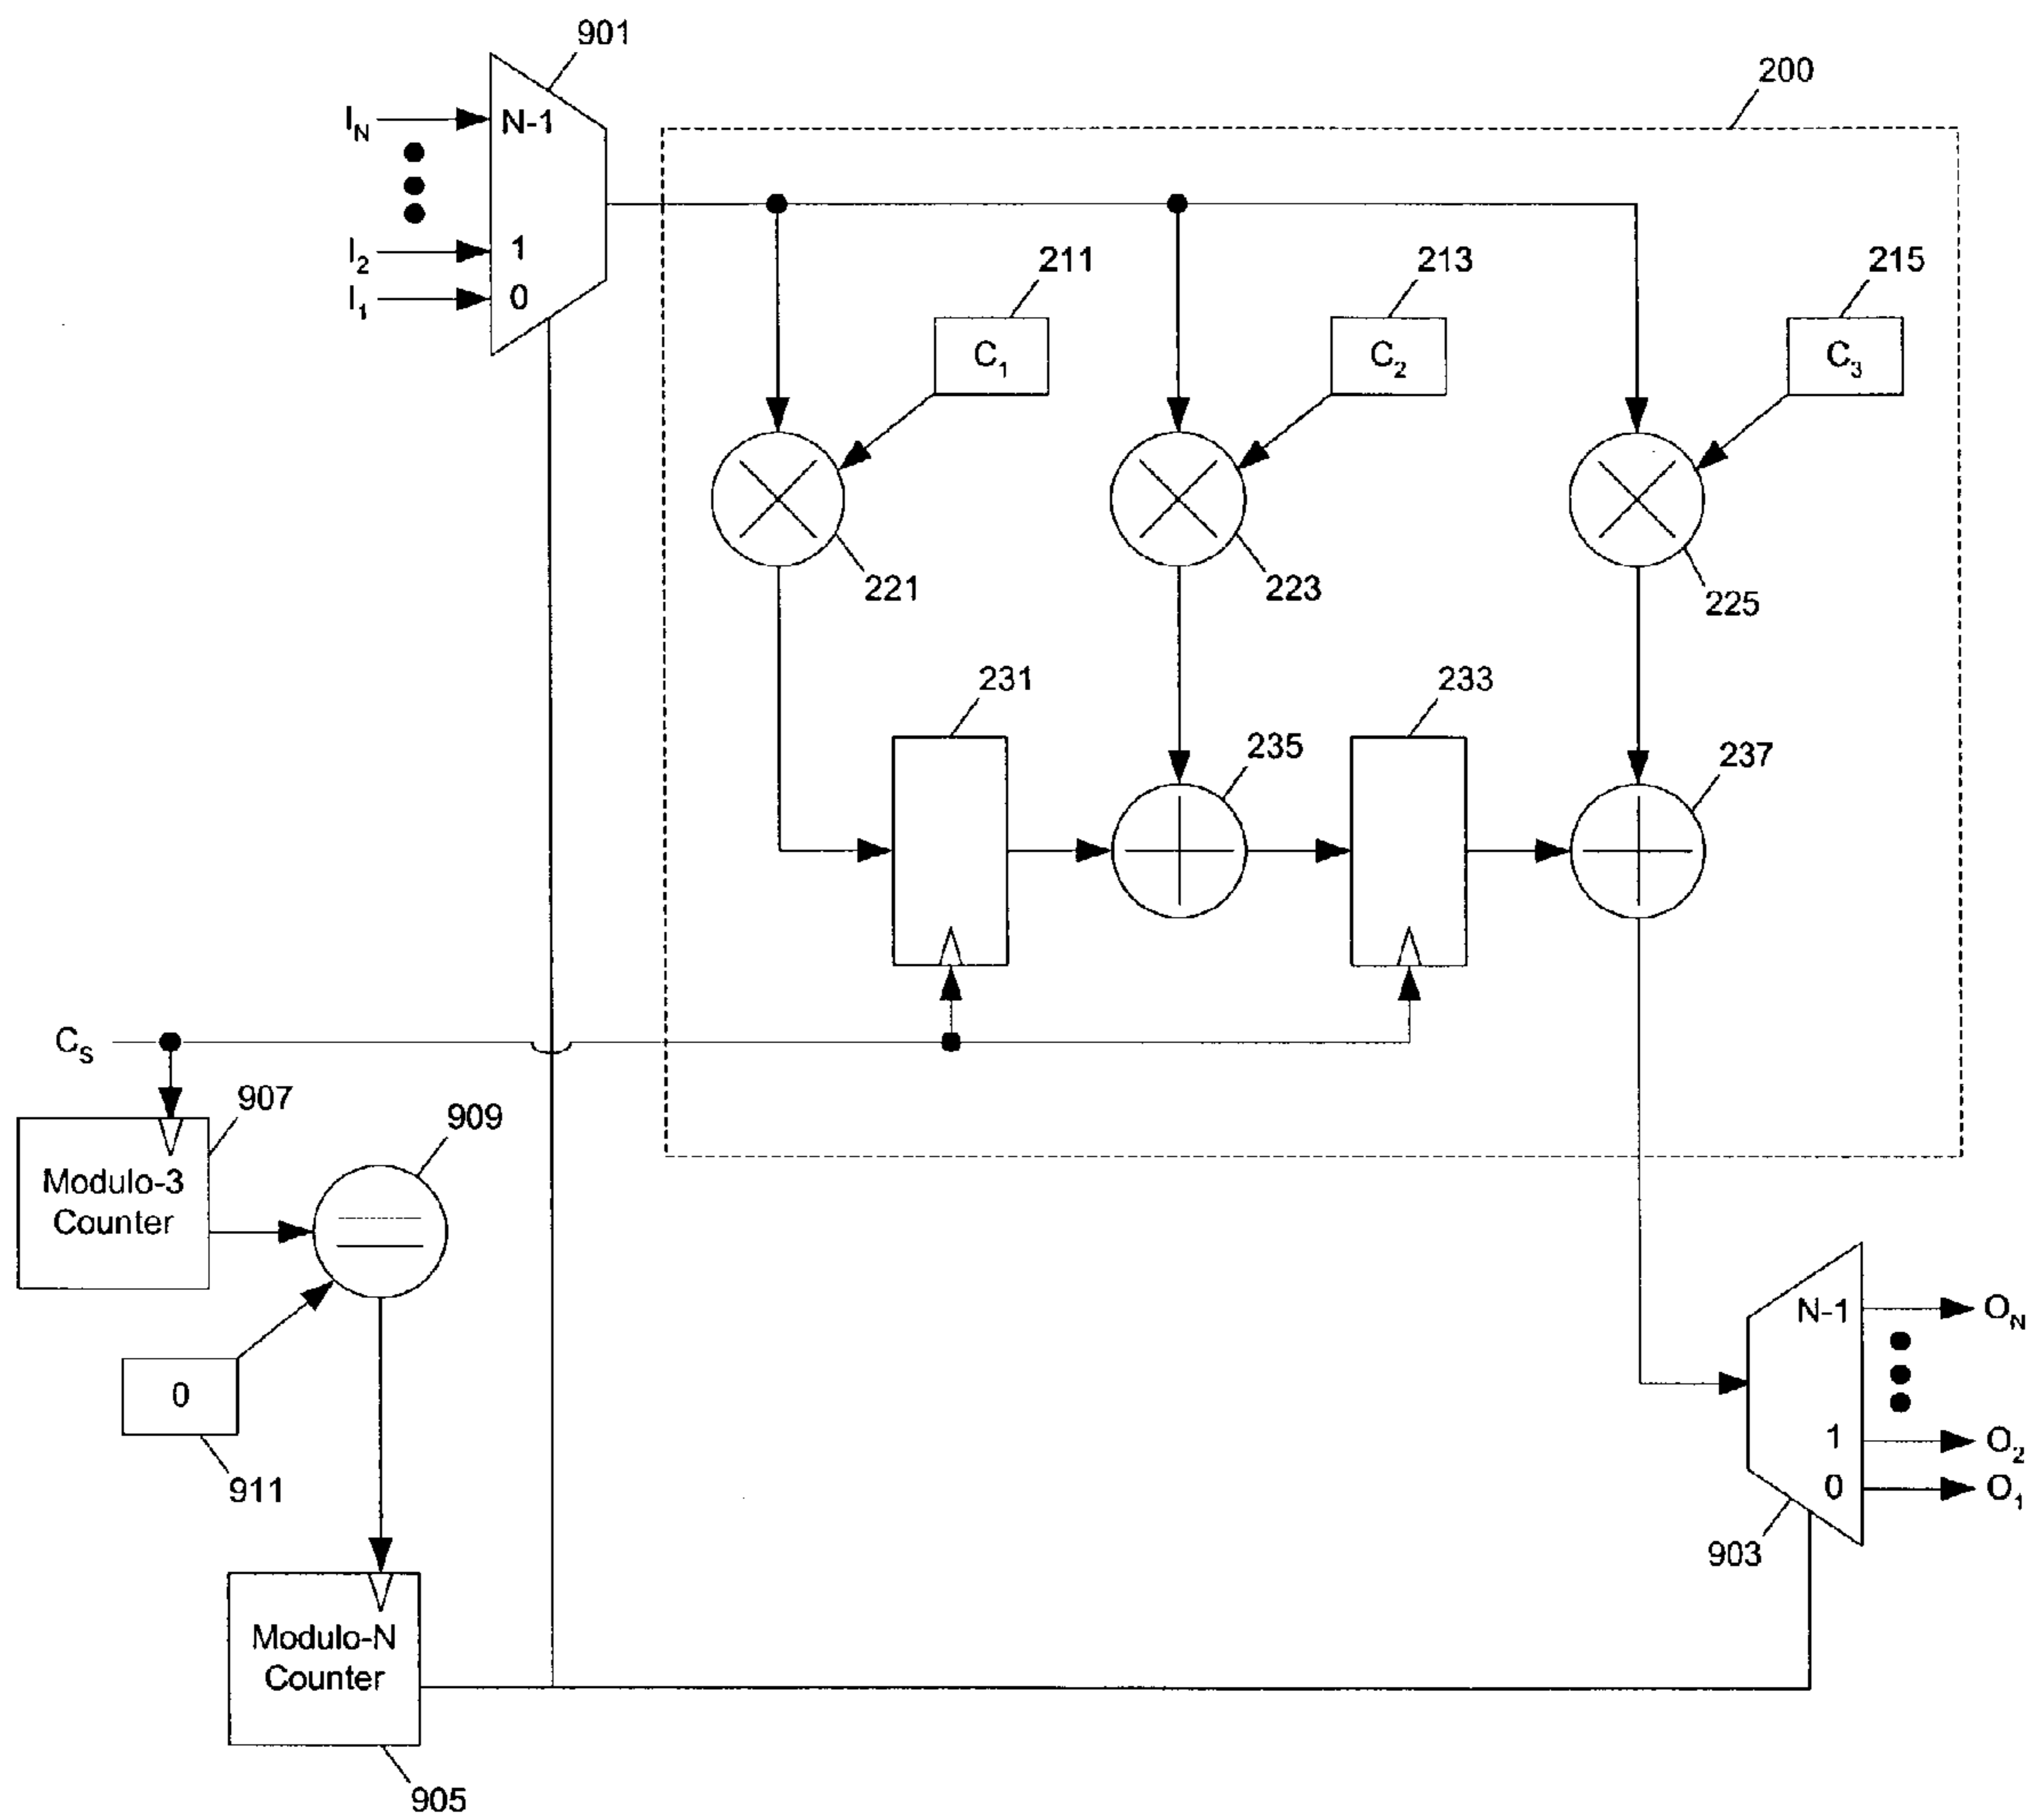 901
200
I_N
N-1
I_2
1
I_1
0
211
213
215
C_1
C_2
C_3
221
223
225
231
233
235
237
C_S
907
909
Modulo-3
Counter
0
911
N-1
O_N
1
O_2
0
O_1
903
Modulo-N
Counter
905